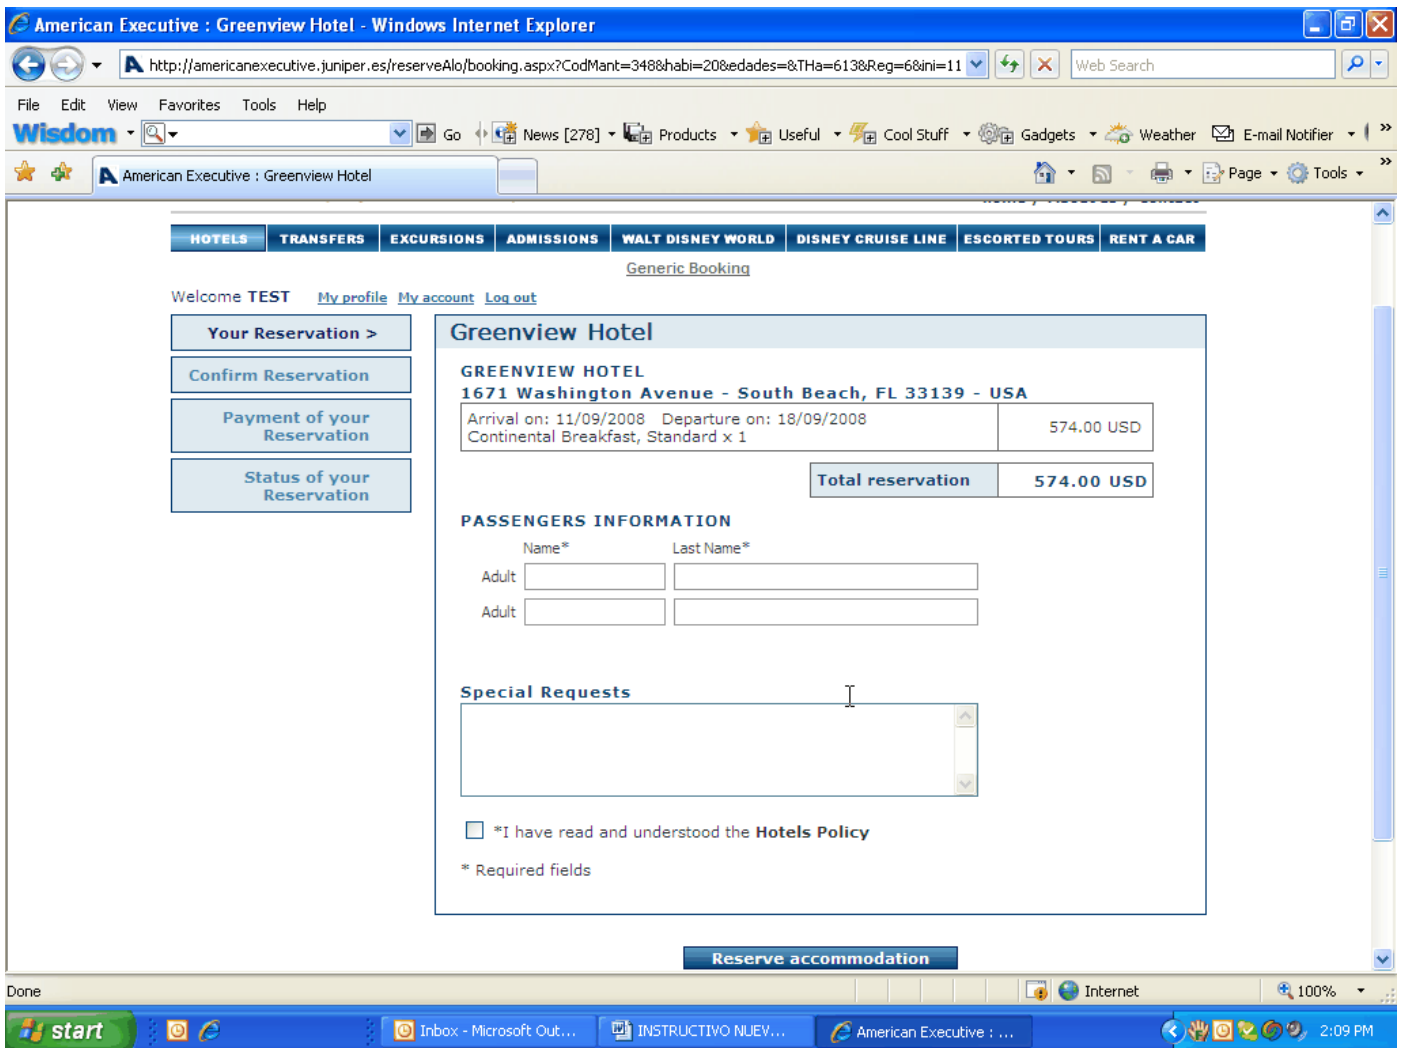 American Executive : Greenview Hotel - Windows Internet Explorer
http://americanexecutive.juniper.es/reserveAlo/booking.aspx?CodMant=348&habi=20&edades=&THa=613&Reg=6&ini=11
Web Search
File Edit View Favorites Tools Help
Wisdom Go News [278] Products Useful Cool Stuff Gadgets Weather E-mail Notifier
American Executive : Greenview Hotel
Page Tools
HOTELS TRANSFERS EXCURSIONS ADMISSIONS WALT DISNEY WORLD DISNEY CRUISE LINE ESCORTED TOURS RENT A CAR
Generic Booking
Welcome TEST My profile My account Log out
Your Reservation >
Confirm Reservation
Payment of your
Reservation
Status of your
Reservation
Greenview Hotel
GREENVIEW HOTEL
1671 Washington Avenue - South Beach, FL 33139 - USA
Arrival on: 11/09/2008 Departure on: 18/09/2008
Continental Breakfast, Standard x 1
574.00 USD
Total reservation 574.00 USD
PASSENGERS INFORMATION
Name* Last Name*
Adult
Adult
Special Requests
*I have read and understood the Hotels Policy
* Required fields
Reserve accommodation
Done
Internet
100%
start
Inbox - Microsoft Out...
INSTRUCTIVO NUEV...
American Executive : ...
2:09 PM